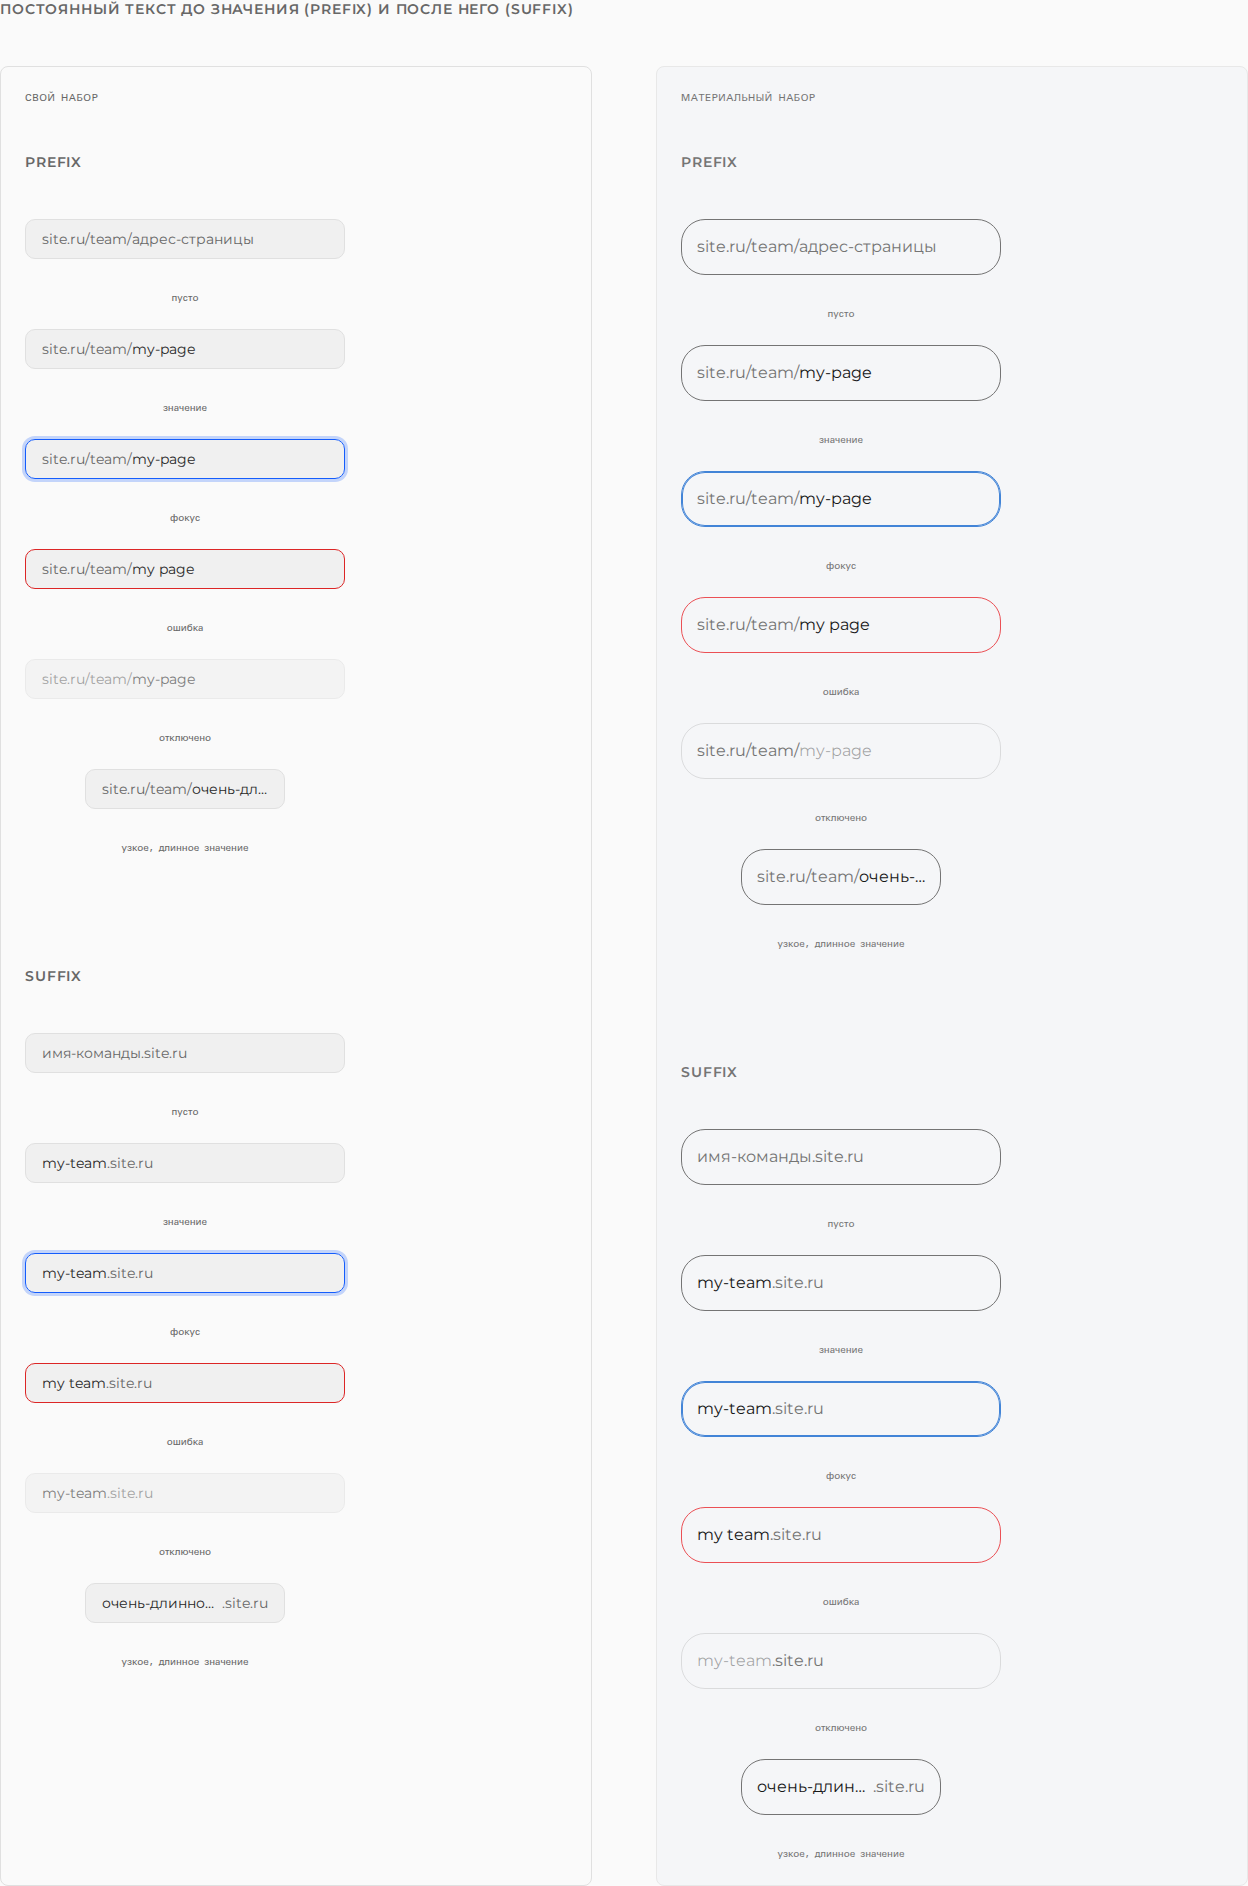 ПОСТОЯННЫЙ ТЕКСТ ДО ЗНАЧЕНИЯ (PREFIX) И ПОСЛЕ НЕГО (SUFFIX)
СВОЙ НАБОР
PREFIX
site.ru/team/адрес-страницы
пусто
site.ru/team/my-page
значение
site.ru/team/my-page
фокус
site.ru/team/my page
ошибка
site.ru/team/my-page
отключено
site.ru/team/очень-дл...
узкое, длинное значение
SUFFIX
имя-команды.site.ru
пусто
my-team.site.ru
значение
my-team.site.ru
фокус
my team.site.ru
ошибка
my-team.site.ru
отключено
очень-длинно... .site.ru
узкое, длинное значение
МАТЕРИАЛЬНЫЙ НАБОР
PREFIX
site.ru/team/адрес-страницы
пусто
site.ru/team/my-page
значение
site.ru/team/my-page
фокус
site.ru/team/my page
ошибка
site.ru/team/my-page
отключено
site.ru/team/очень-...
узкое, длинное значение
SUFFIX
имя-команды.site.ru
пусто
my-team.site.ru
значение
my-team.site.ru
фокус
my team.site.ru
ошибка
my-team.site.ru
отключено
очень-длин... .site.ru
узкое, длинное значение